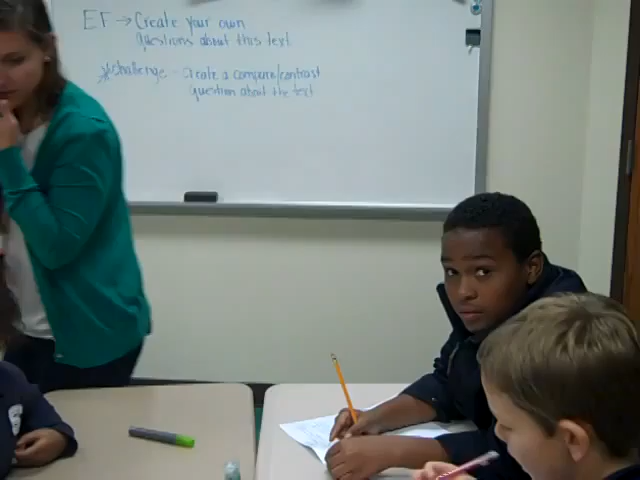 EF → Create your own
questions about this text
*challenge - create a compare/contrast
question about the text